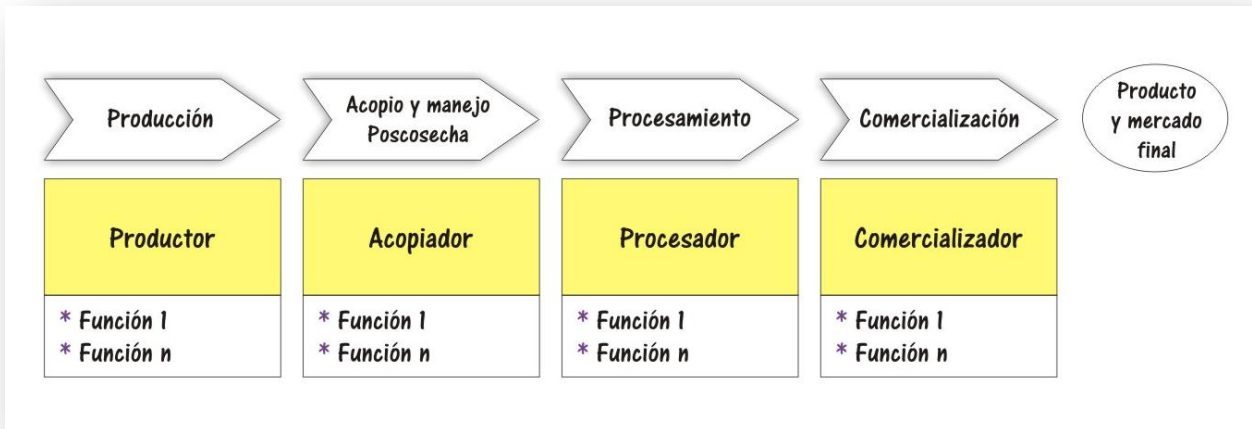 Producción
Acopio y manejo
Poscosecha
Procesamiento
Comercialización
Producto
y mercado
final
Productor
Acopiador
Procesador
Comercializador
* Función 1
* Función n
* Función 1
* Función n
* Función 1
* Función n
* Función 1
* Función n